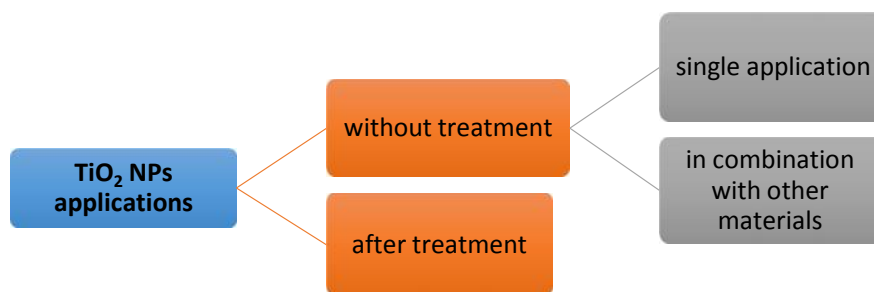 TiO₂ NPs
applications
without treatment
after treatment
single application
in combination
with other
materials